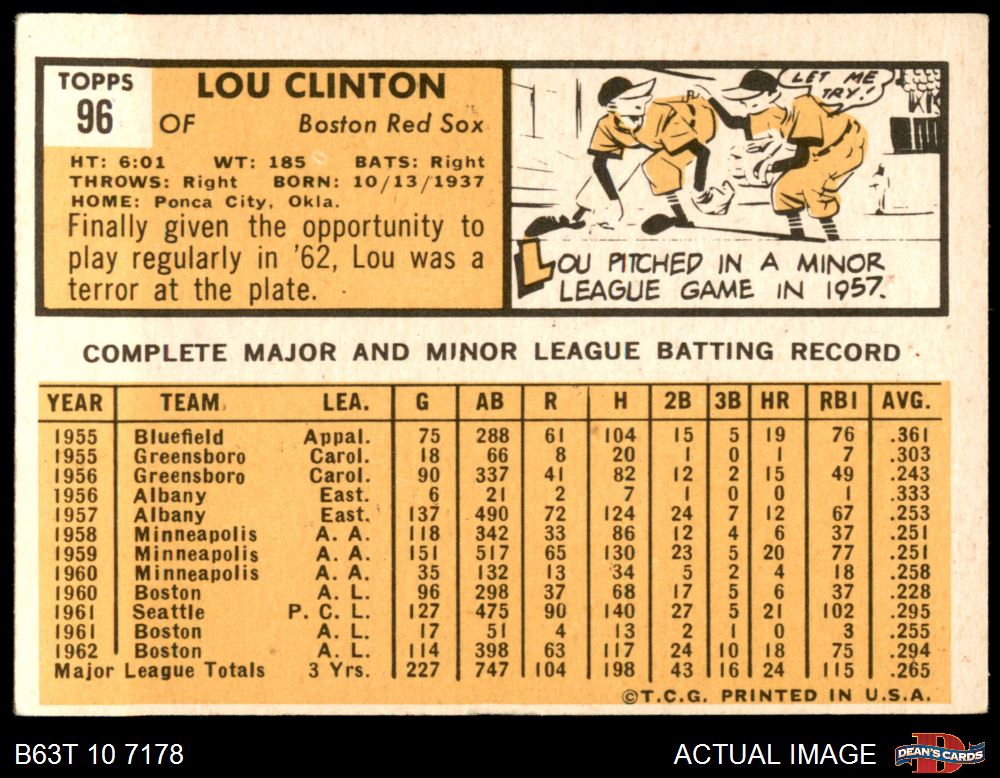 TOPPS
96
LOU CLINTON
OF Boston Red Sox
HT: 6:01 WT: 185 BATS: Right
THROWS: Right BORN: 10/13/1937
HOME: Ponca City, Okla.
Finally given the opportunity to
play regularly in '62, Lou was a
terror at the plate.
LET ME
TRY!
B
LOU PITCHED IN A MINOR
LEAGUE GAME IN 1957.
COMPLETE MAJOR AND MINOR LEAGUE BATTING RECORD
YEAR TEAM LEA. G AB R H 2B 3B HR RBI AVG.
1955 Bluefield Appal. 75 288 61 104 15 5 19 76 .361
1955 Greensboro Carol. 18 66 8 20 1 0 1 7 .303
1956 Greensboro Carol. 90 337 41 82 12 2 15 49 .243
1956 Albany East. 6 21 2 7 1 0 0 1 .333
1957 Albany East. 137 490 72 124 24 7 12 67 .253
1958 Minneapolis A. A. 118 342 33 86 12 4 6 37 .251
1959 Minneapolis A. A. 151 517 65 130 23 5 20 77 .251
1960 Minneapolis A. A. 35 132 13 34 5 2 4 18 .258
1960 Boston A. L. 96 298 37 68 17 5 6 37 .228
1961 Seattle P. C. L. 127 475 90 140 27 5 21 102 .295
1961 Boston A. L. 17 51 4 13 2 1 0 3 .255
1962 Boston A. L. 114 398 63 117 24 10 18 75 .294
Major League Totals 3 Yrs. 227 747 104 198 43 16 24 115 .265
©T.C.G. PRINTED IN U.S.A.
B63T 10 7178
ACTUAL IMAGE
DEAN'S CARDS